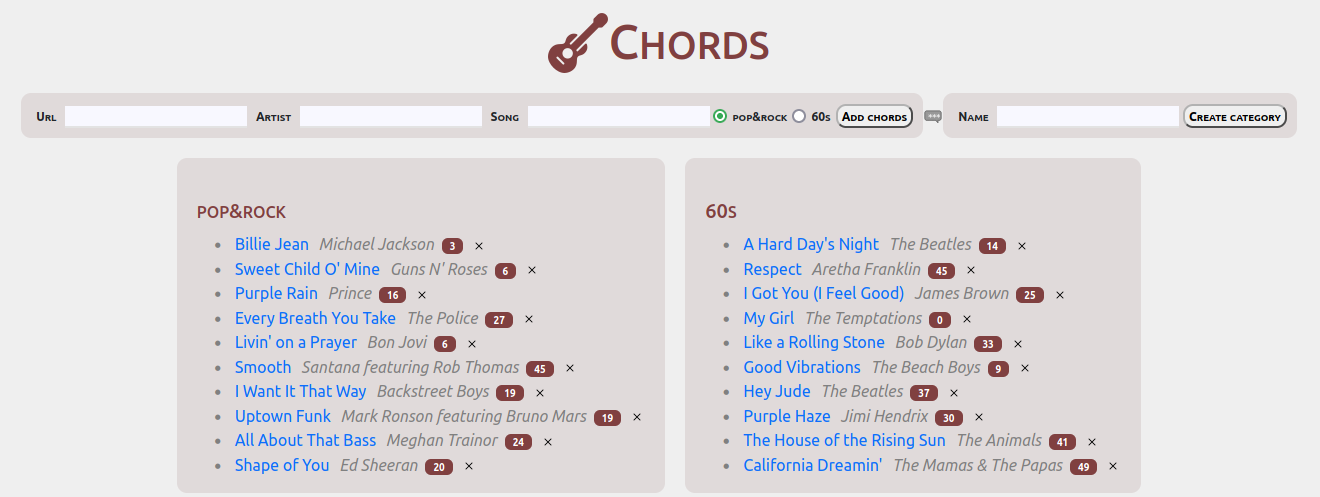 Chords
Url Artist Song pop&rock 60s Add chords Name Create category
pop&rock
Billie Jean Michael Jackson 3 ×
Sweet Child O' Mine Guns N' Roses 6 ×
Purple Rain Prince 16 ×
Every Breath You Take The Police 27 ×
Livin' on a Prayer Bon Jovi 6 ×
Smooth Santana featuring Rob Thomas 45 ×
I Want It That Way Backstreet Boys 19 ×
Uptown Funk Mark Ronson featuring Bruno Mars 19 ×
All About That Bass Meghan Trainor 24 ×
Shape of You Ed Sheeran 20 ×
60s
A Hard Day's Night The Beatles 14 ×
Respect Aretha Franklin 45 ×
I Got You (I Feel Good) James Brown 25 ×
My Girl The Temptations 0 ×
Like a Rolling Stone Bob Dylan 33 ×
Good Vibrations The Beach Boys 9 ×
Hey Jude The Beatles 37 ×
Purple Haze Jimi Hendrix 30 ×
The House of the Rising Sun The Animals 41 ×
California Dreamin' The Mamas & The Papas 49 ×